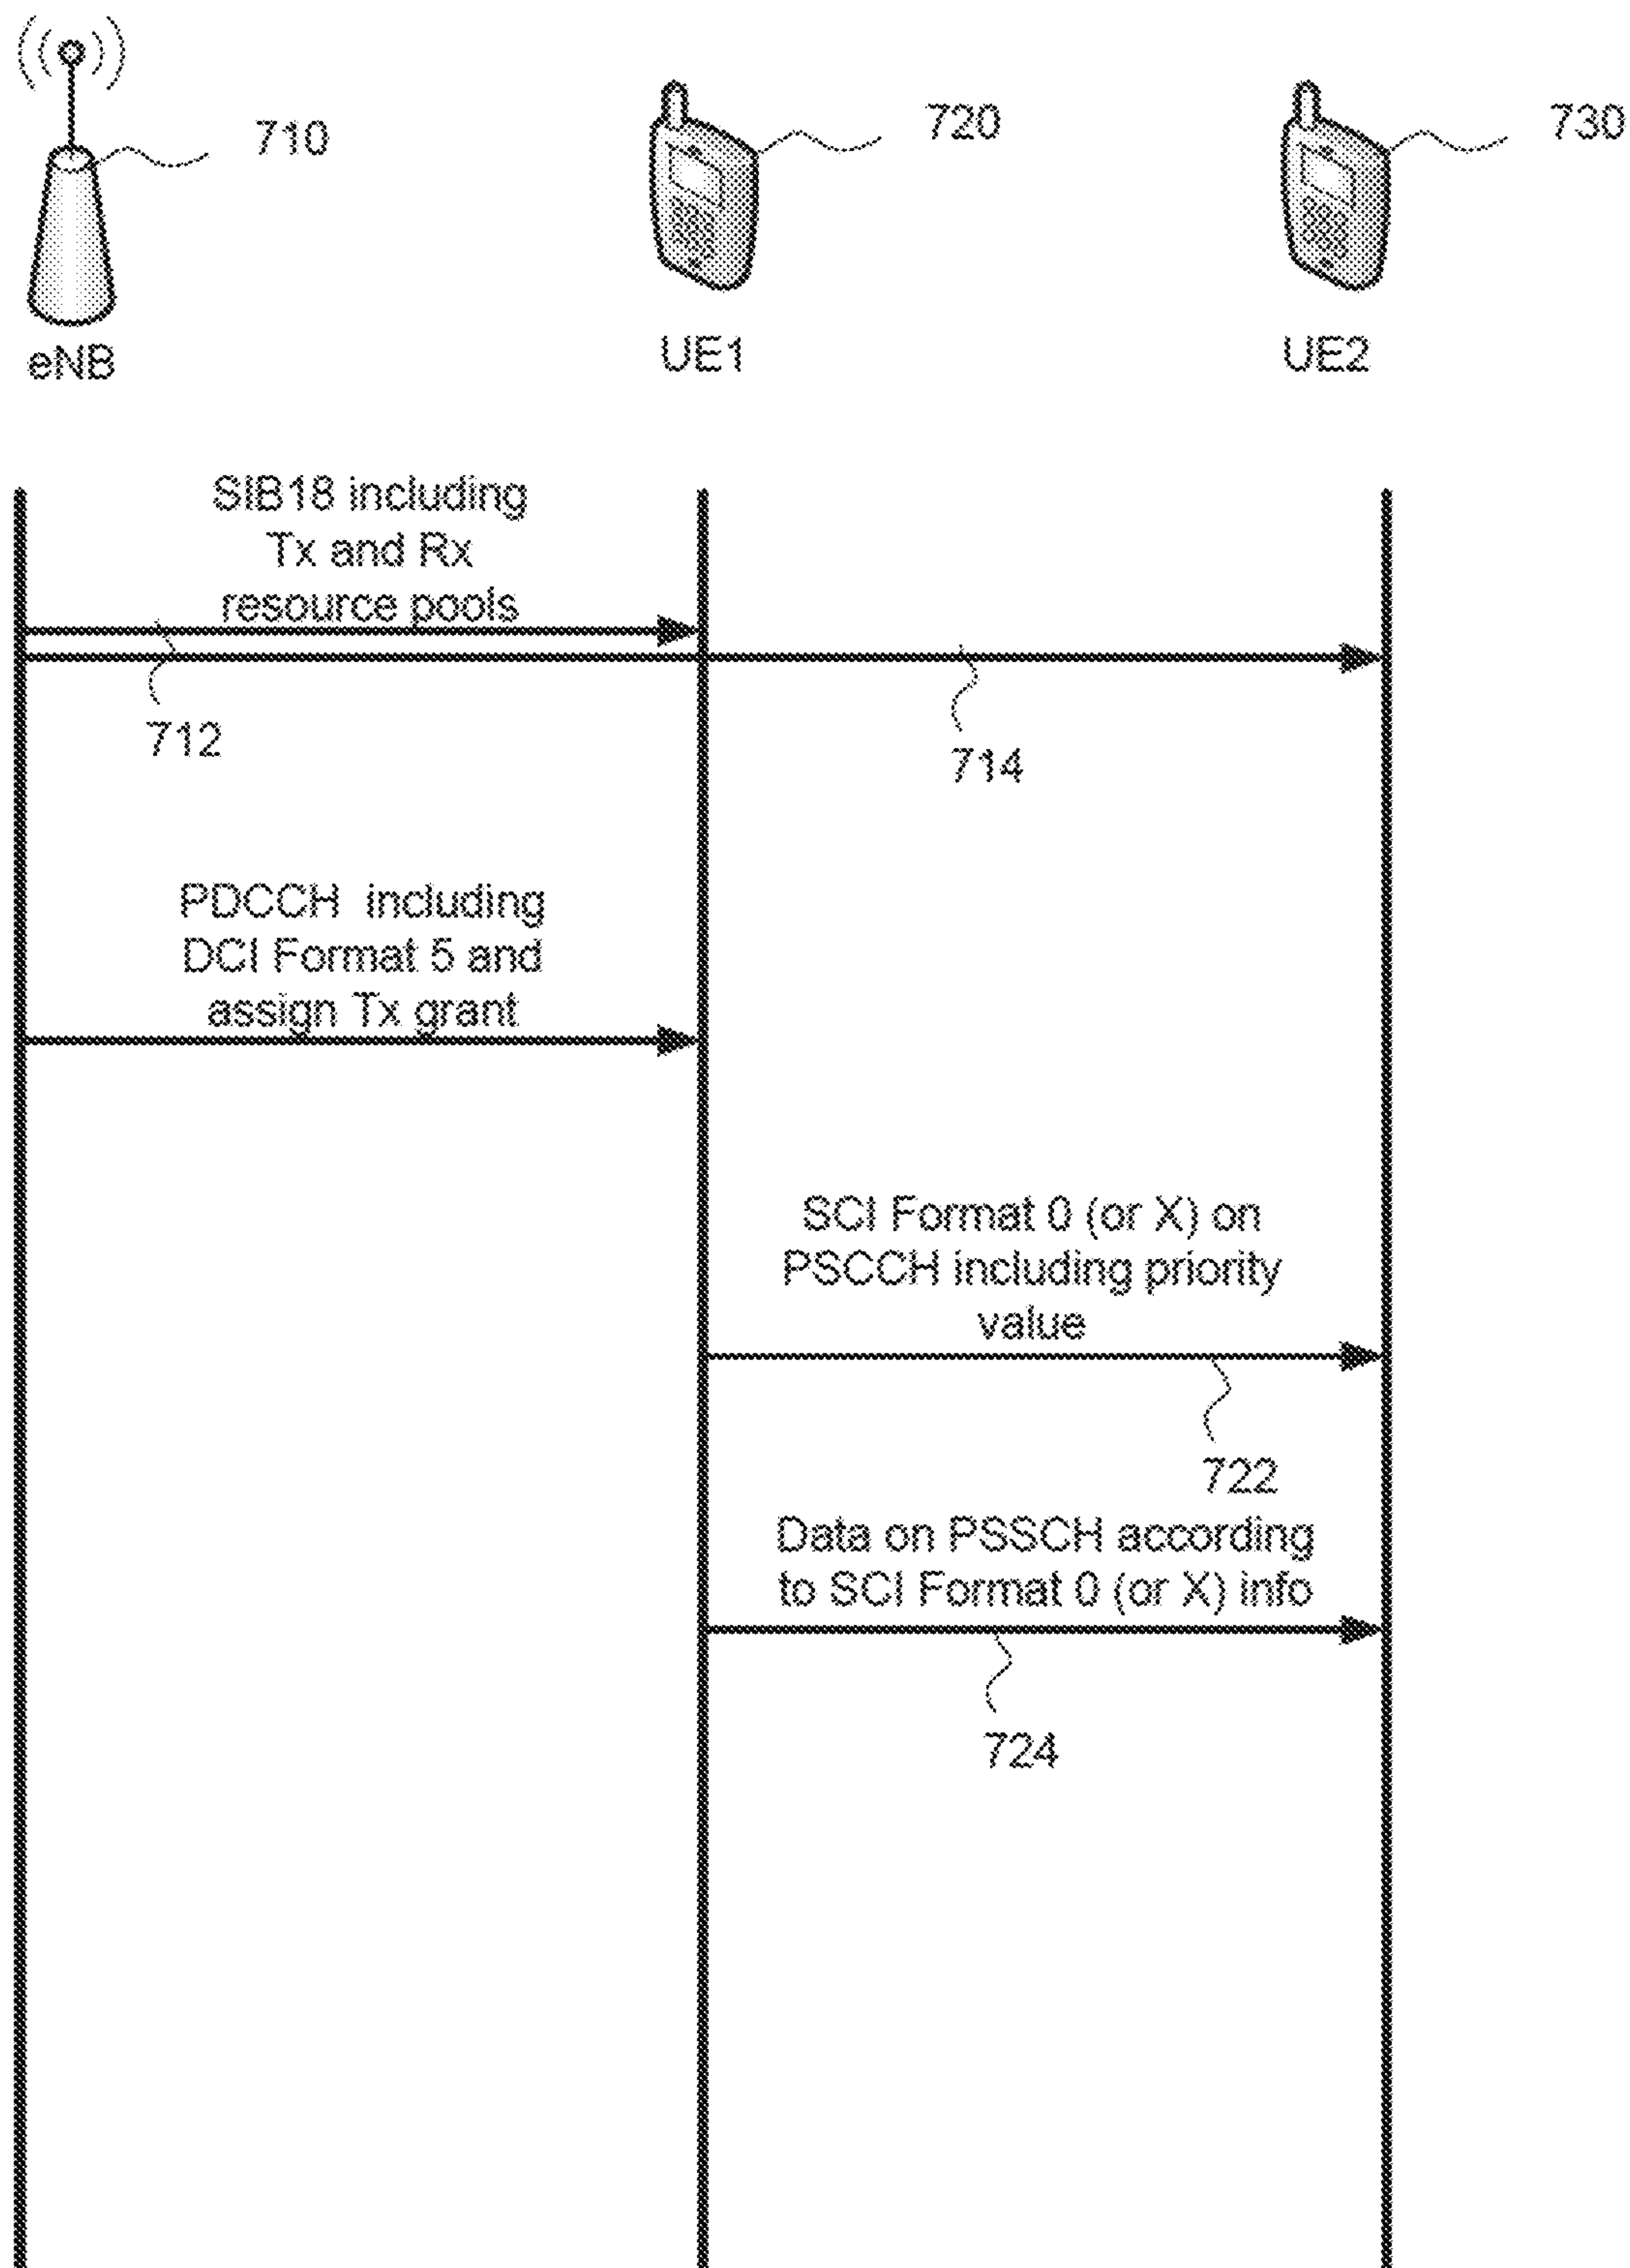 710
720
730
eNB
UE1
UE2
SIB18 including
Tx and Rx
resource pools
712
714
PDCCH including
DCI Format 5 and
assign Tx grant
SCI Format 0 (or X) on
PSCCH including priority
value
722
Data on PSSCH according
to SCI Format 0 (or X) info
724